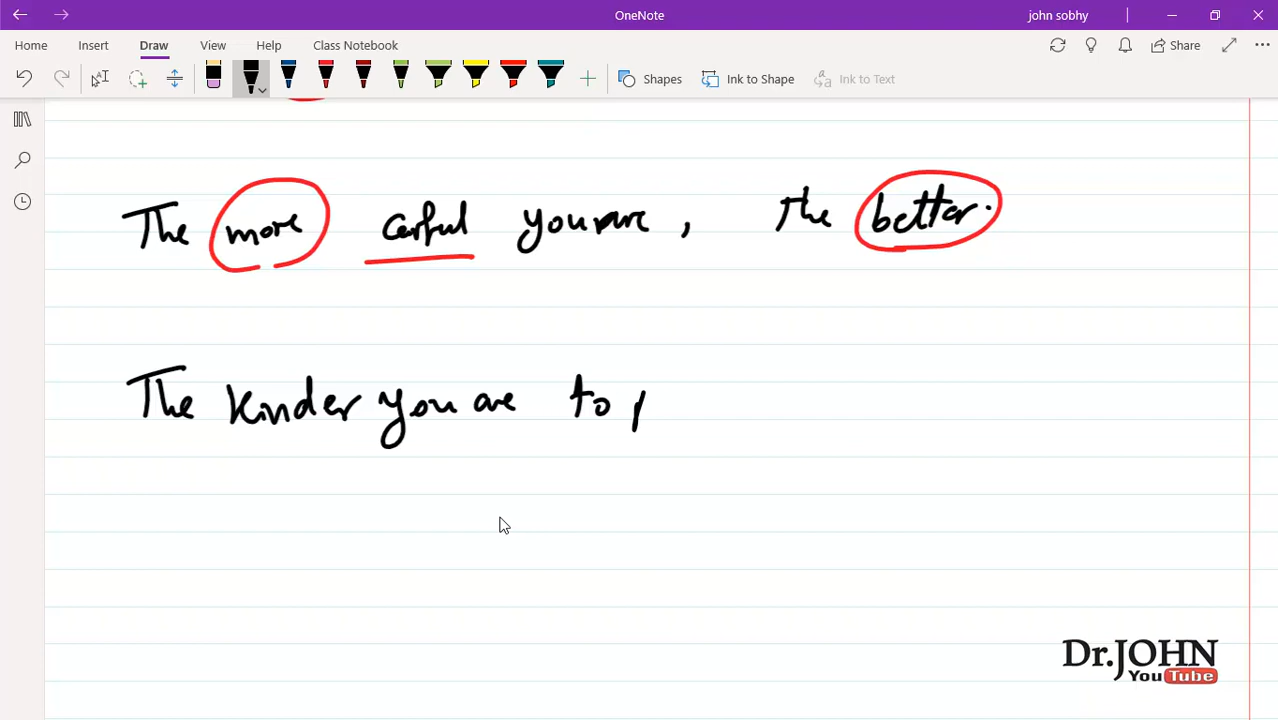 OneNote
john sobhy
Home Insert Draw View Help Class Notebook
Share
Shapes Ink to Shape Ink to Text
The more carful you are , the better.
The kinder you are to p
Dr.JOHN
YouTube